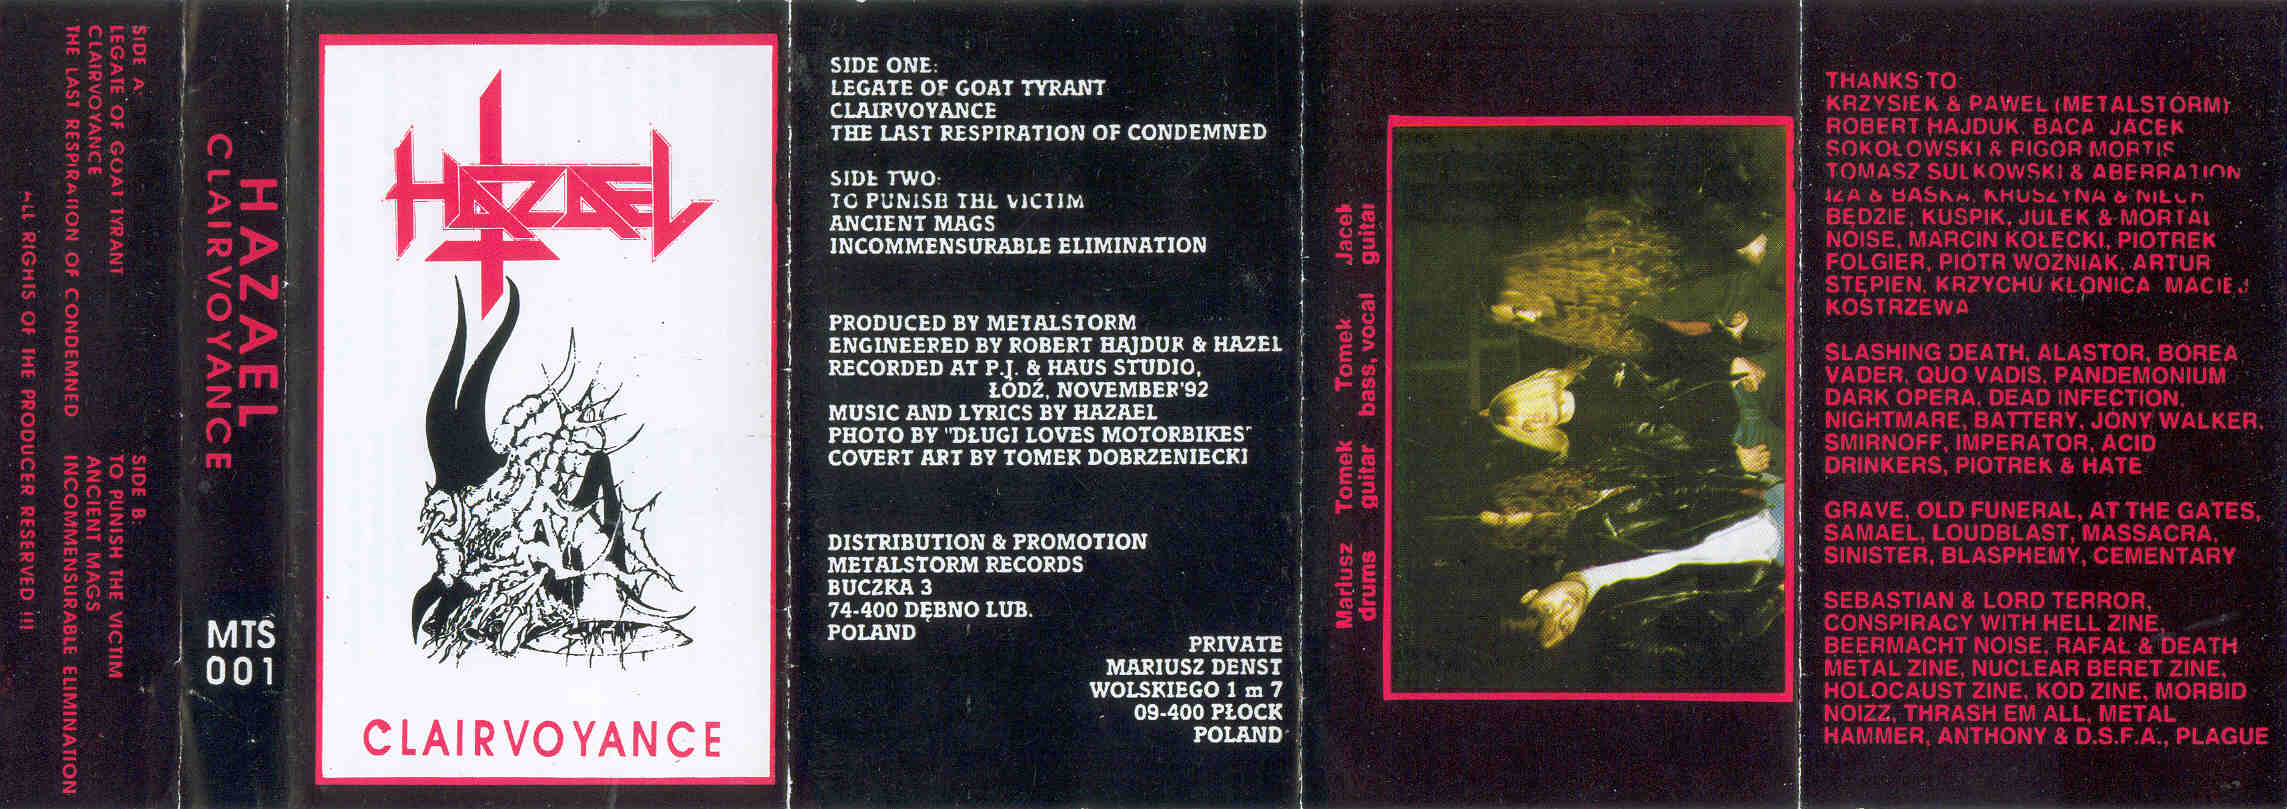 SIDE A:
LEGATE OF GOAT TYRANT
CLAIRVOYANCE
THE LAST RESPIRATION OF CONDEMNED
SIDE B:
TO PUNISH THE VICTIM
ANCIENT MAGS
INCOMMENSURABLE ELIMINATION
ALL RIGHTS OF THE PRODUCER RESERVED !!!
HAZAEL
CLAIRVOYANCE
MTS
001
HAZAEL
CLAIRVOYANCE
SIDE ONE:
LEGATE OF GOAT TYRANT
CLAIRVOYANCE
THE LAST RESPIRATION OF CONDEMNED
SIDE TWO:
TO PUNISH THE VICTIM
ANCIENT MAGS
INCOMMENSURABLE ELIMINATION
PRODUCED BY METALSTORM
ENGINEERED BY ROBERT HAJDUK & HAZEL
RECORDED AT P.J. & HAUS STUDIO,
ŁÓDŹ, NOVEMBER'92
MUSIC AND LYRICS BY HAZAEL
PHOTO BY "DŁUGI LOVES MOTORBIKES"
COVERT ART BY TOMEK DOBRZENIECKI
DISTRIBUTION & PROMOTION
METALSTORM RECORDS
BUCZKA 3
74-400 DĘBNO LUB.
POLAND
PRIVATE
MARIUSZ DENST
WOLSKIEGO 1 m 7
09-400 PŁOCK
POLAND
Mariusz Tomek Tomek Jacek
drums guitar bass, vocal guitar
THANKS TO
KRZYSIEK & PAWEL (METALSTORM)
ROBERT HAJDUK, BACA JACEK
SOKOŁOWSKI & RIGOR MORTIS
TOMASZ SULKOWSKI & ABERRATION
IZA & BAŚKA, KRUSZYNA & NIECH
BĘDZIE, KUSPIK, JULEK & MORTAL
NOISE, MARCIN KOŁECKI, PIOTREK
FOLGIER, PIOTR WOŹNIAK, ARTUR
STĘPIEN, KRZYCHU KŁONICA MACIEJ
KOSTRZEWA
SLASHING DEATH, ALASTOR, BOREA
VADER, QUO VADIS, PANDEMONIUM
DARK OPERA, DEAD INFECTION,
NIGHTMARE, BATTERY, JONY WALKER,
SMIRNOFF, IMPERATOR, ACID
DRINKERS, PIOTREK & HATE
GRAVE, OLD FUNERAL, AT THE GATES,
SAMAEL, LOUDBLAST, MASSACRA,
SINISTER, BLASPHEMY, CEMENTARY
SEBASTIAN & LORD TERROR,
CONSPIRACY WITH HELL ZINE,
BEERMACHT NOISE, RAFAŁ & DEATH
METAL ZINE, NUCLEAR BERET ZINE,
HOLOCAUST ZINE, KOD ZINE, MORBID
NOIZZ, THRASH EM ALL, METAL
HAMMER, ANTHONY & D.S.F.A., PLAGUE